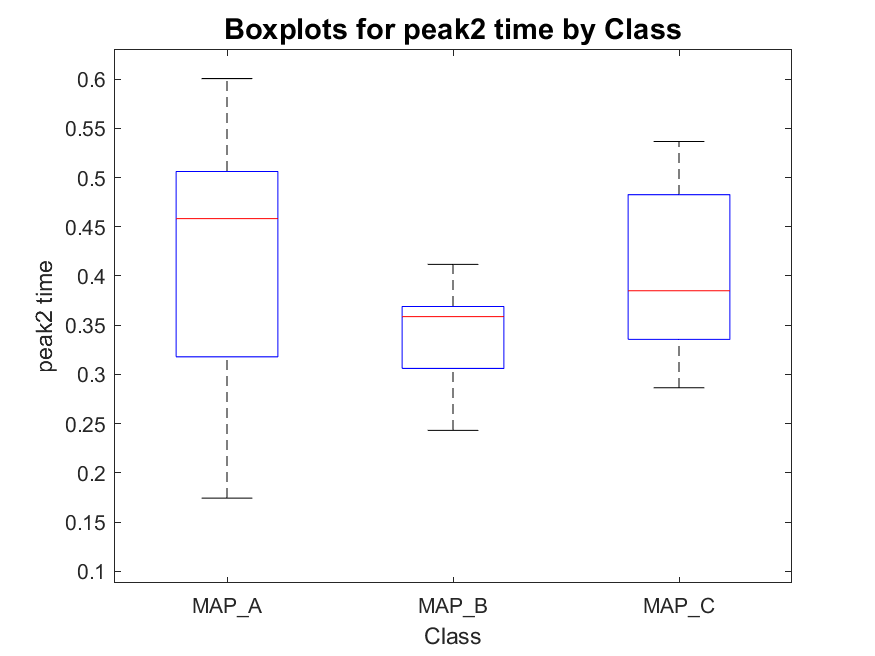 Boxplots for peak2 time by Class
peak2 time
0.6
0.55
0.5
0.45
0.4
0.35
0.3
0.25
0.2
0.15
0.1
MAP_A MAP_B MAP_C
Class